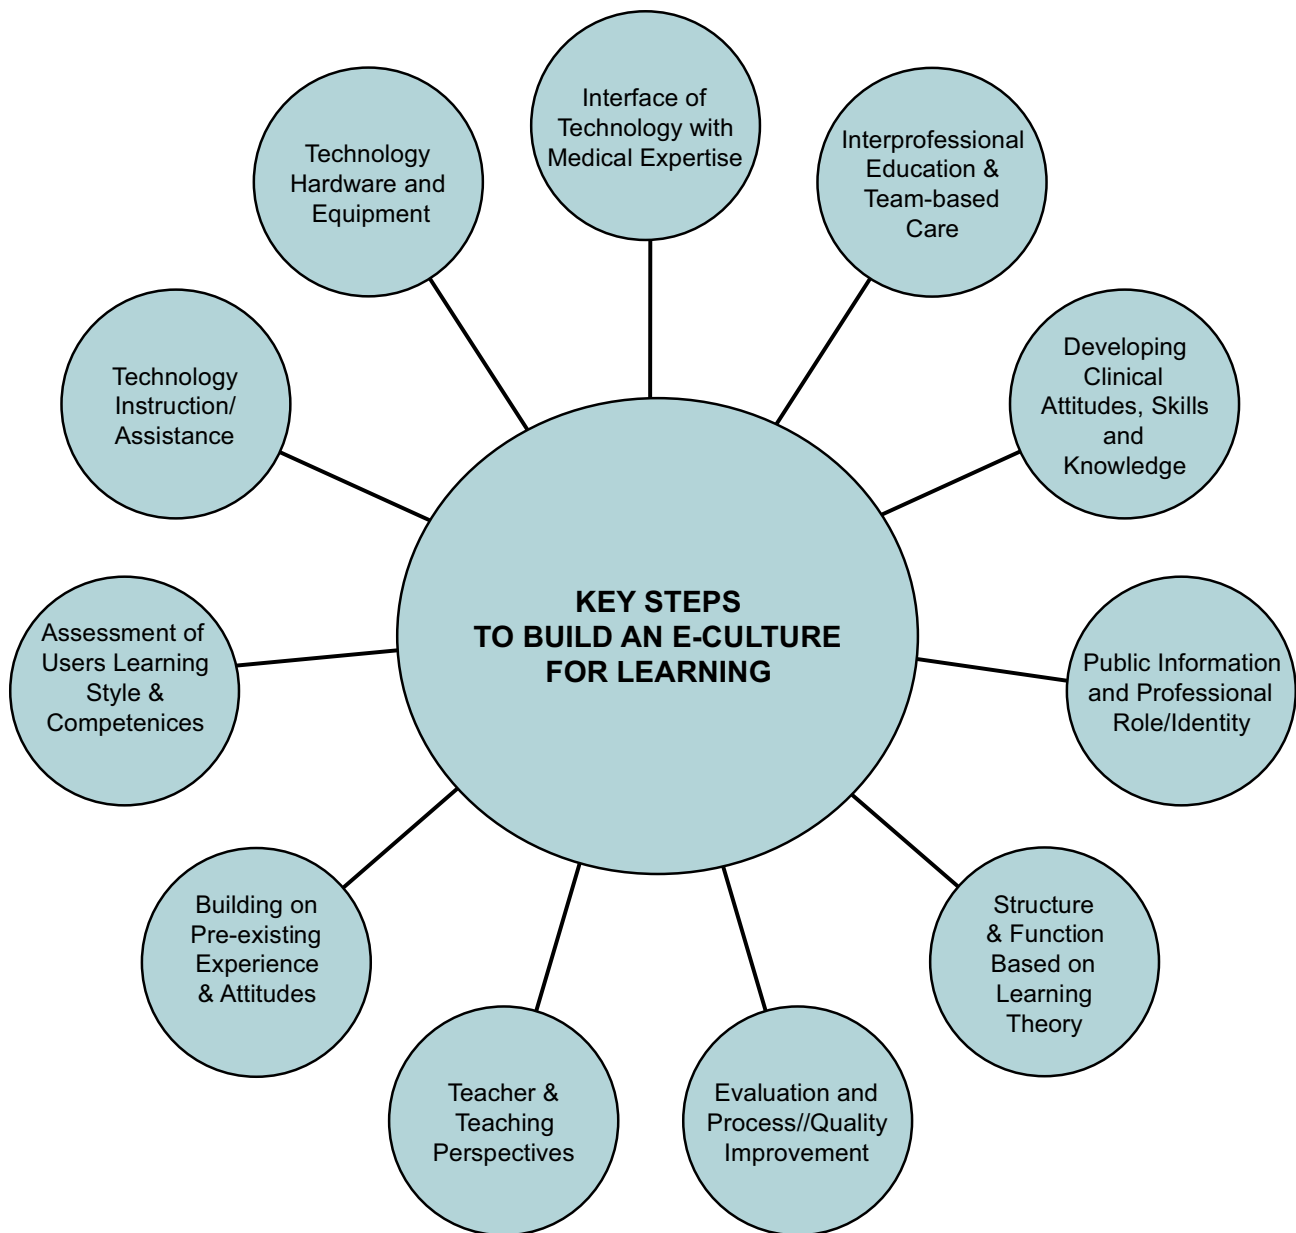 Interface of
Technology with
Medical Expertise
Interprofessional
Education &
Team-based
Care
Developing
Clinical
Attitudes, Skills
and
Knowledge
Public Information
and Professional
Role/Identity
Structure
& Function
Based on
Learning
Theory
Evaluation and
Process//Quality
Improvement
Teacher &
Teaching
Perspectives
Building on
Pre-existing
Experience
& Attitudes
Assessment of
Users Learning
Style &
Competenices
Technology
Instruction/
Assistance
Technology
Hardware and
Equipment
KEY STEPS
TO BUILD AN E-CULTURE
FOR LEARNING